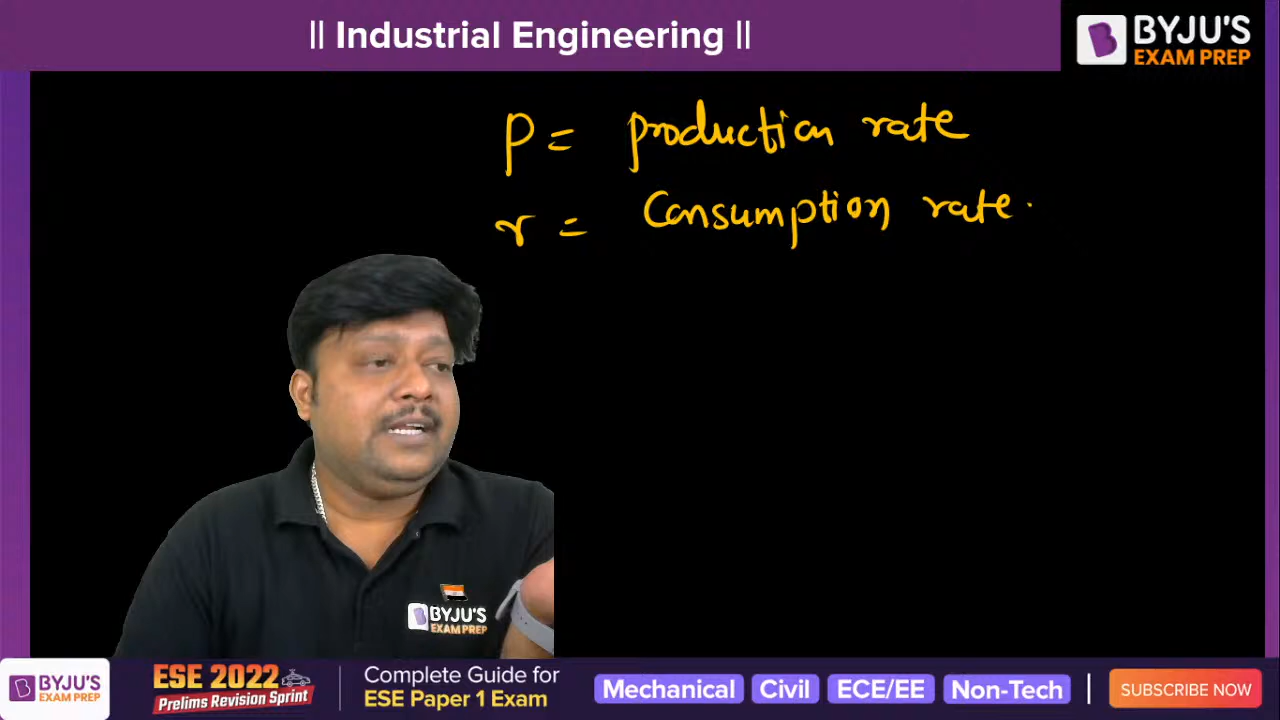 || Industrial Engineering ||
BYJU'S
EXAM PREP
P = production rate
r = Consumption rate.
BYJU'S
EXAM PREP
BYJU'S
EXAM PREP
ESE 2022
Prelims Revision Sprint
Complete Guide for
ESE Paper 1 Exam
Mechanical Civil ECE/EE Non-Tech
SUBSCRIBE NOW